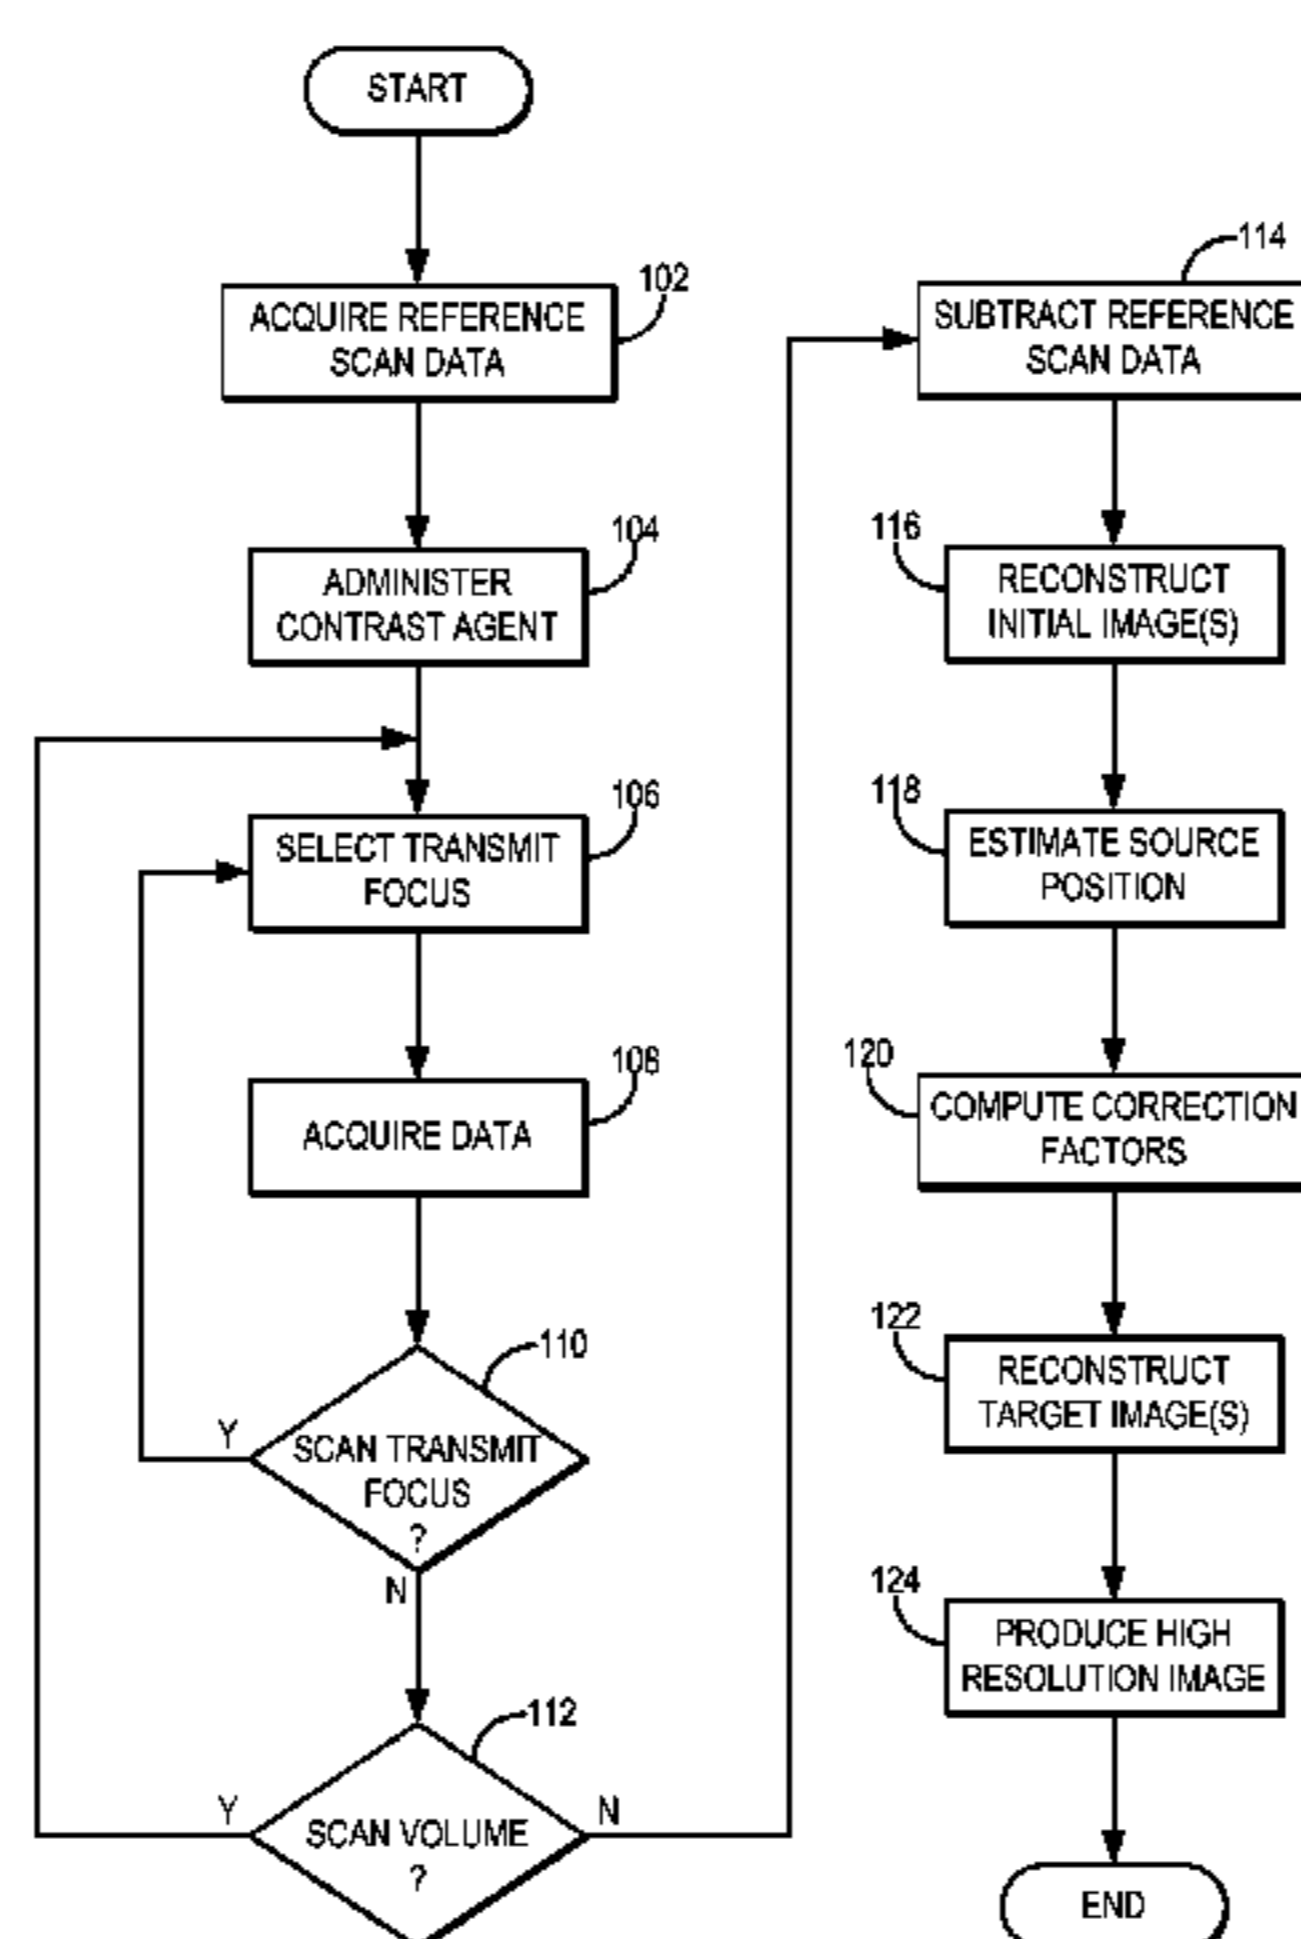 START
102
ACQUIRE REFERENCE
SCAN DATA
104
ADMINISTER
CONTRAST AGENT
106
SELECT TRANSMIT
FOCUS
108
ACQUIRE DATA
110
Y
SCAN TRANSMIT
FOCUS
?
N
112
Y
N
SCAN VOLUME
?
114
SUBTRACT REFERENCE
SCAN DATA
116
RECONSTRUCT
INITIAL IMAGE(S)
118
ESTIMATE SOURCE
POSITION
120
COMPUTE CORRECTION
FACTORS
122
RECONSTRUCT
TARGET IMAGE(S)
124
PRODUCE HIGH
RESOLUTION IMAGE
END